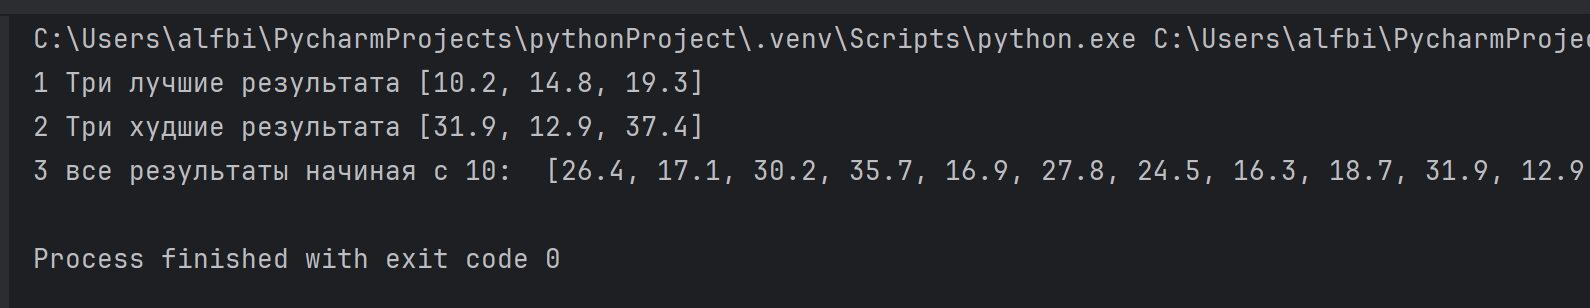 C:\Users\alfbi\PycharmProjects\pythonProject\.venv\Scripts\python.exe C:\Users\alfbi\PycharmProjec
1 Три лучшие результата [10.2, 14.8, 19.3]
2 Три худшие результата [31.9, 12.9, 37.4]
3 все результаты начиная с 10:  [26.4, 17.1, 30.2, 35.7, 16.9, 27.8, 24.5, 16.3, 18.7, 31.9, 12.9
Process finished with exit code 0